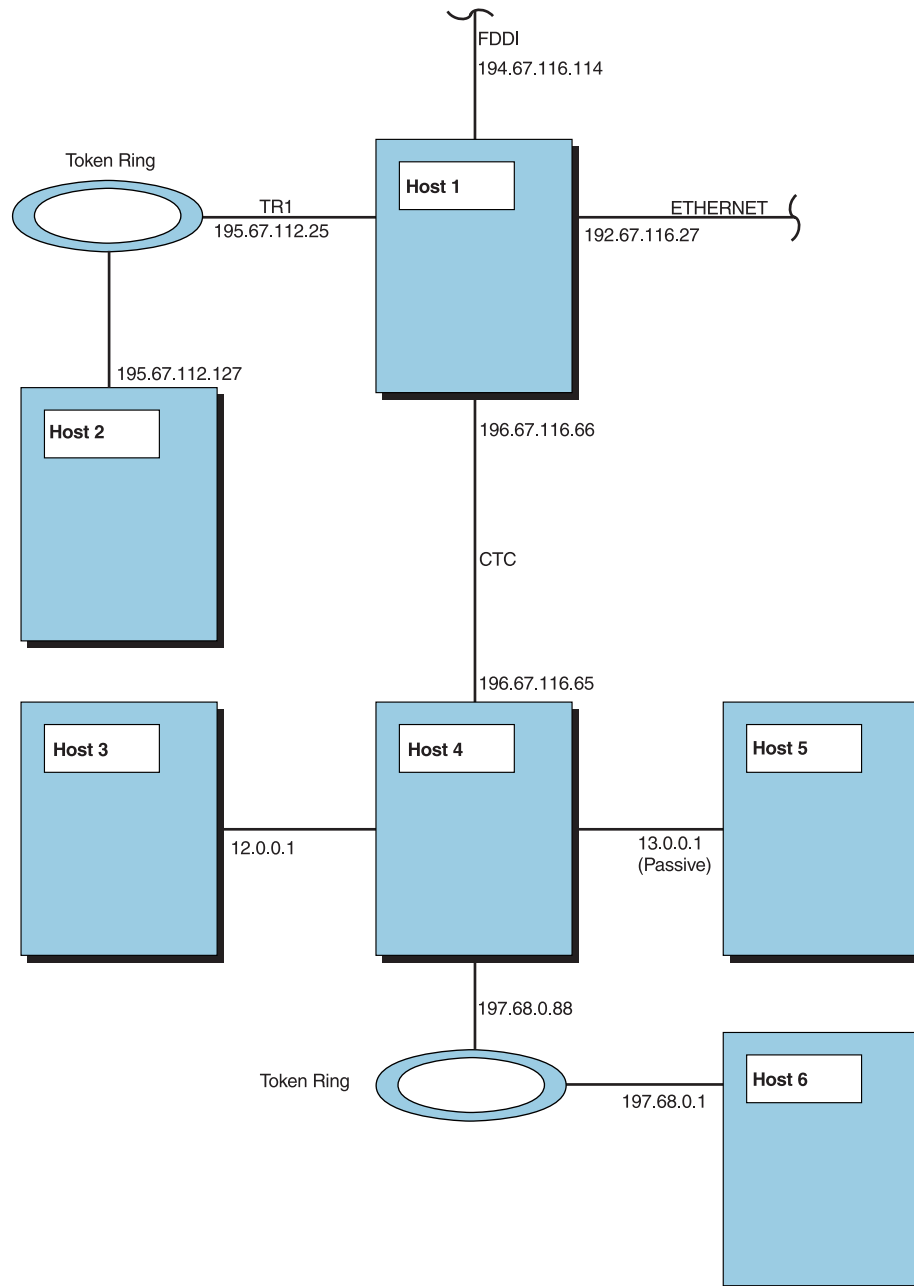 FDDI
194.67.116.114
Token Ring
Host 1
TR1
195.67.112.25
ETHERNET
192.67.116.27
195.67.112.127
Host 2
196.67.116.66
CTC
196.67.116.65
Host 3
Host 4
Host 5
12.0.0.1
13.0.0.1
(Passive)
197.68.0.88
Token Ring
Host 6
197.68.0.1